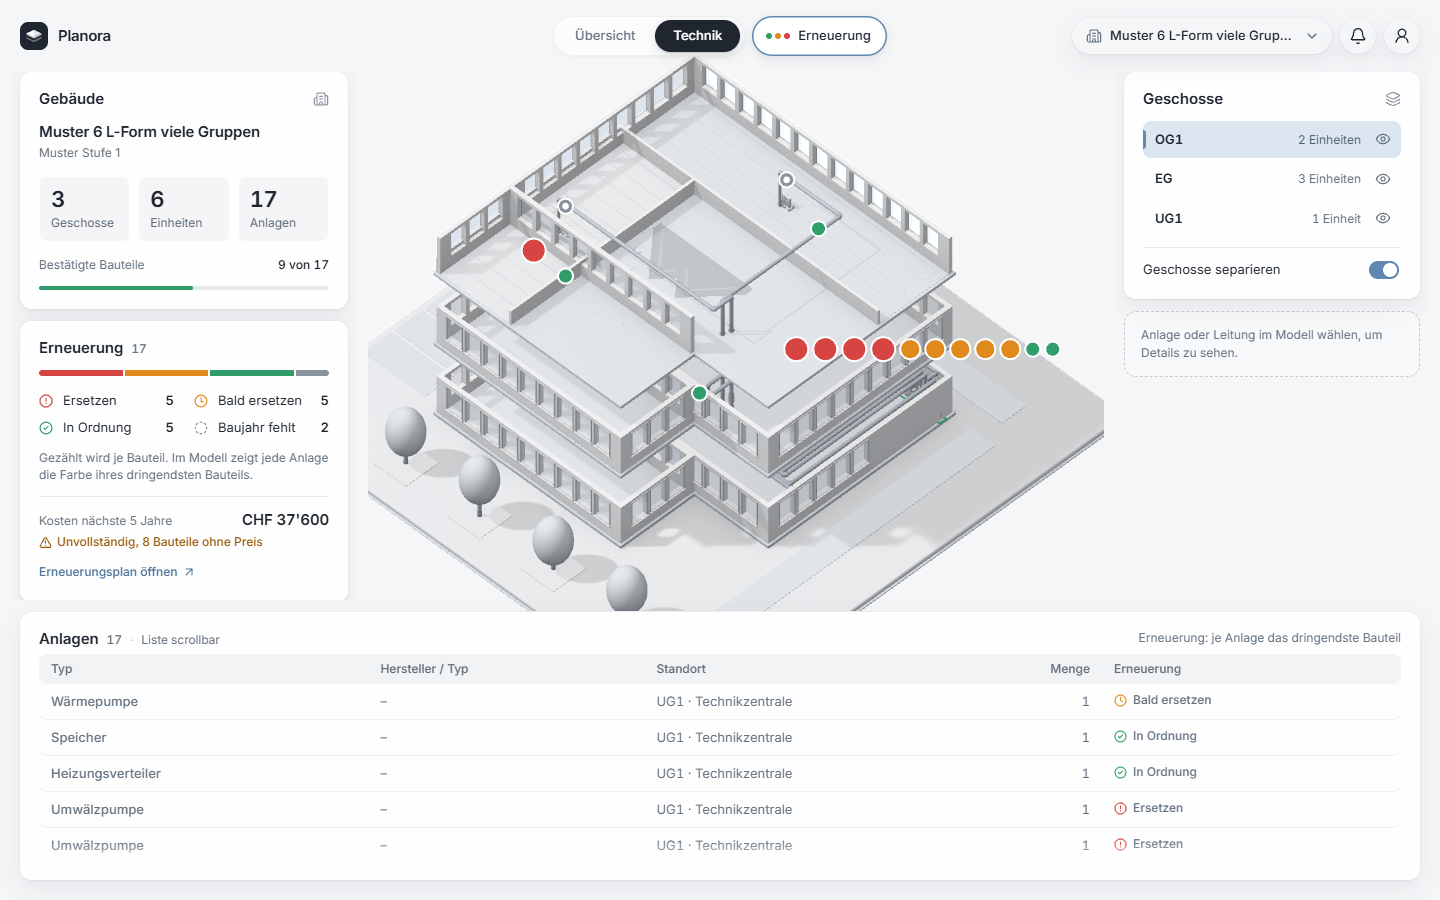 Planora
Übersicht
Technik
Erneuerung
Muster 6 L-Form viele Grup...
Gebäude
Muster 6 L-Form viele Gruppen
Muster Stufe 1
3 6 17
Geschosse Einheiten Anlagen
Bestätigte Bauteile 9 von 17
Erneuerung 17
Ersetzen 5 Bald ersetzen 5
In Ordnung 5 Baujahr fehlt 2
Gezählt wird je Bauteil. Im Modell zeigt jede Anlage
die Farbe ihres dringendsten Bauteils.
Kosten nächste 5 Jahre CHF 37'600
Unvollständig, 8 Bauteile ohne Preis
Erneuerungsplan öffnen
Geschosse
OG1 2 Einheiten
EG 3 Einheiten
UG1 1 Einheit
Geschosse separieren
Anlage oder Leitung im Modell wählen, um
Details zu sehen.
Anlagen 17 · Liste scrollbar
Erneuerung: je Anlage das dringendste Bauteil
Typ Hersteller / Typ Standort Menge Erneuerung
Wärmepumpe – UG1 · Technikzentrale 1 Bald ersetzen
Speicher – UG1 · Technikzentrale 1 In Ordnung
Heizungsverteiler – UG1 · Technikzentrale 1 In Ordnung
Umwälzpumpe – UG1 · Technikzentrale 1 Ersetzen
Umwälzpumpe – UG1 · Technikzentrale 1 Ersetzen